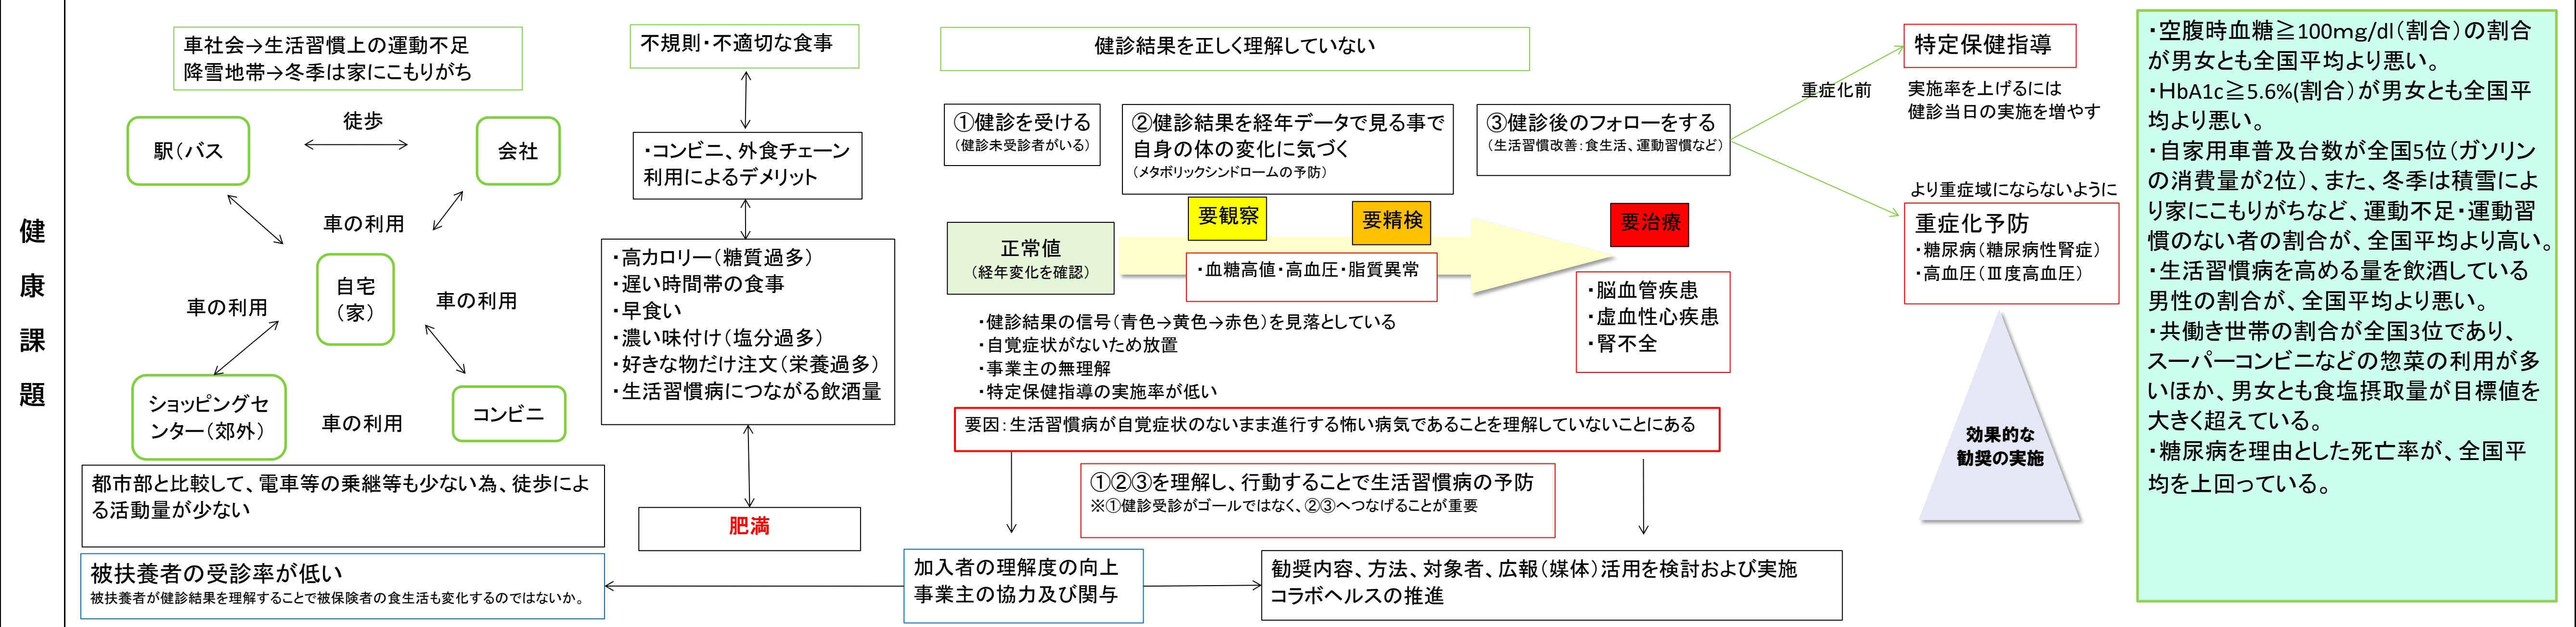 健康課題
車社会→生活習慣上の運動不足
降雪地帯→冬季は家にこもりがち
徒歩
駅(バス
会社
車の利用
自宅
(家)
車の利用
車の利用
ショッピングセ
ンター(郊外)
車の利用
コンビニ
都市部と比較して、電車等の乗継等も少ない為、徒歩によ
る活動量が少ない
被扶養者の受診率が低い
被扶養者が健診結果を理解することで被保険者の食生活も変化するのではないか。
不規則・不適切な食事
・コンビニ、外食チェーン
利用によるデメリット
・高カロリー(糖質過多)
・遅い時間帯の食事
・早食い
・濃い味付け(塩分過多)
・好きな物だけ注文(栄養過多)
・生活習慣病につながる飲酒量
肥満
健診結果を正しく理解していない
①健診を受ける
(健診未受診者がいる)
②健診結果を経年データで見る事で
自身の体の変化に気づく
(メタボリックシンドロームの予防)
③健診後のフォローをする
(生活習慣改善:食生活、運動習慣など)
要観察
要精検
要治療
正常値
(経年変化を確認)
・血糖高値・高血圧・脂質異常
・脳血管疾患
・虚血性心疾患
・腎不全
・健診結果の信号(青色→黄色→赤色)を見落としている
・自覚症状がないため放置
・事業主の無理解
・特定保健指導の実施率が低い
要因:生活習慣病が自覚症状のないまま進行する怖い病気であることを理解していないことにある
①②③を理解し、行動することで生活習慣病の予防
※①健診受診がゴールではなく、②③へつなげることが重要
加入者の理解度の向上
事業主の協力及び関与
勧奨内容、方法、対象者、広報(媒体)活用を検討および実施
コラボヘルスの推進
重症化前
特定保健指導
実施率を上げるには
健診当日の実施を増やす
より重症域にならないように
重症化予防
・糖尿病(糖尿病性腎症)
・高血圧(Ⅲ度高血圧)
効果的な
勧奨の実施
・空腹時血糖≧100mg/dl(割合)の割合
が男女とも全国平均より悪い。
・HbA1c≧5.6%(割合)が男女とも全国平
均より悪い。
・自家用車普及台数が全国5位(ガソリン
の消費量が2位)、また、冬季は積雪によ
り家にこもりがちなど、運動不足・運動習
慣のない者の割合が、全国平均より高い。
・生活習慣病を高める量を飲酒している
男性の割合が、全国平均より悪い。
・共働き世帯の割合が全国3位であり、
スーパーコンビニなどの惣菜の利用が多
いほか、男女とも食塩摂取量が目標値を
大きく超えている。
・糖尿病を理由とした死亡率が、全国平
均を上回っている。